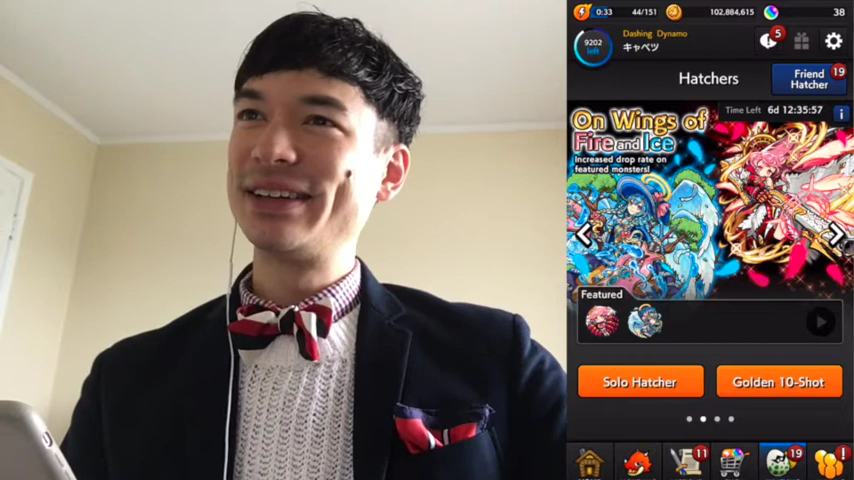 0:33
44/151
102,884,615
38
9202
left
Dashing Dynamo
キャベツ
5
Hatchers
Friend
Hatcher
19
On Wings of
Fire and Ice
Increased drop rate on
featured monsters!
Time Left 6d 12:35:57
i
Featured
Solo Hatcher
Golden 10-Shot
11
19
!